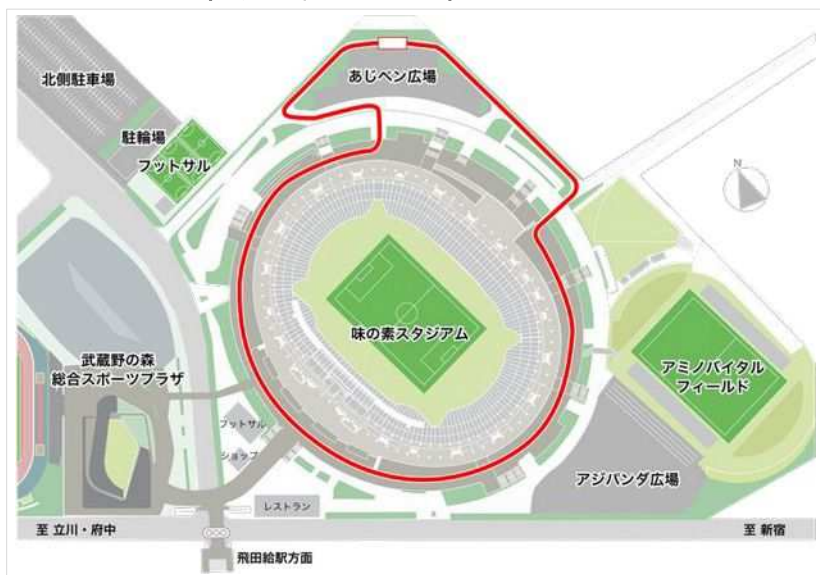 あじペン広場
北側駐車場
駐輪場
フットサル
N
味の素スタジアム
武蔵野の森
総合スポーツプラザ
アミノバイタル
フィールド
フットサル
ショップ
アジパンダ広場
レストラン
至 立川・府中
至 新宿
飛田給駅方面